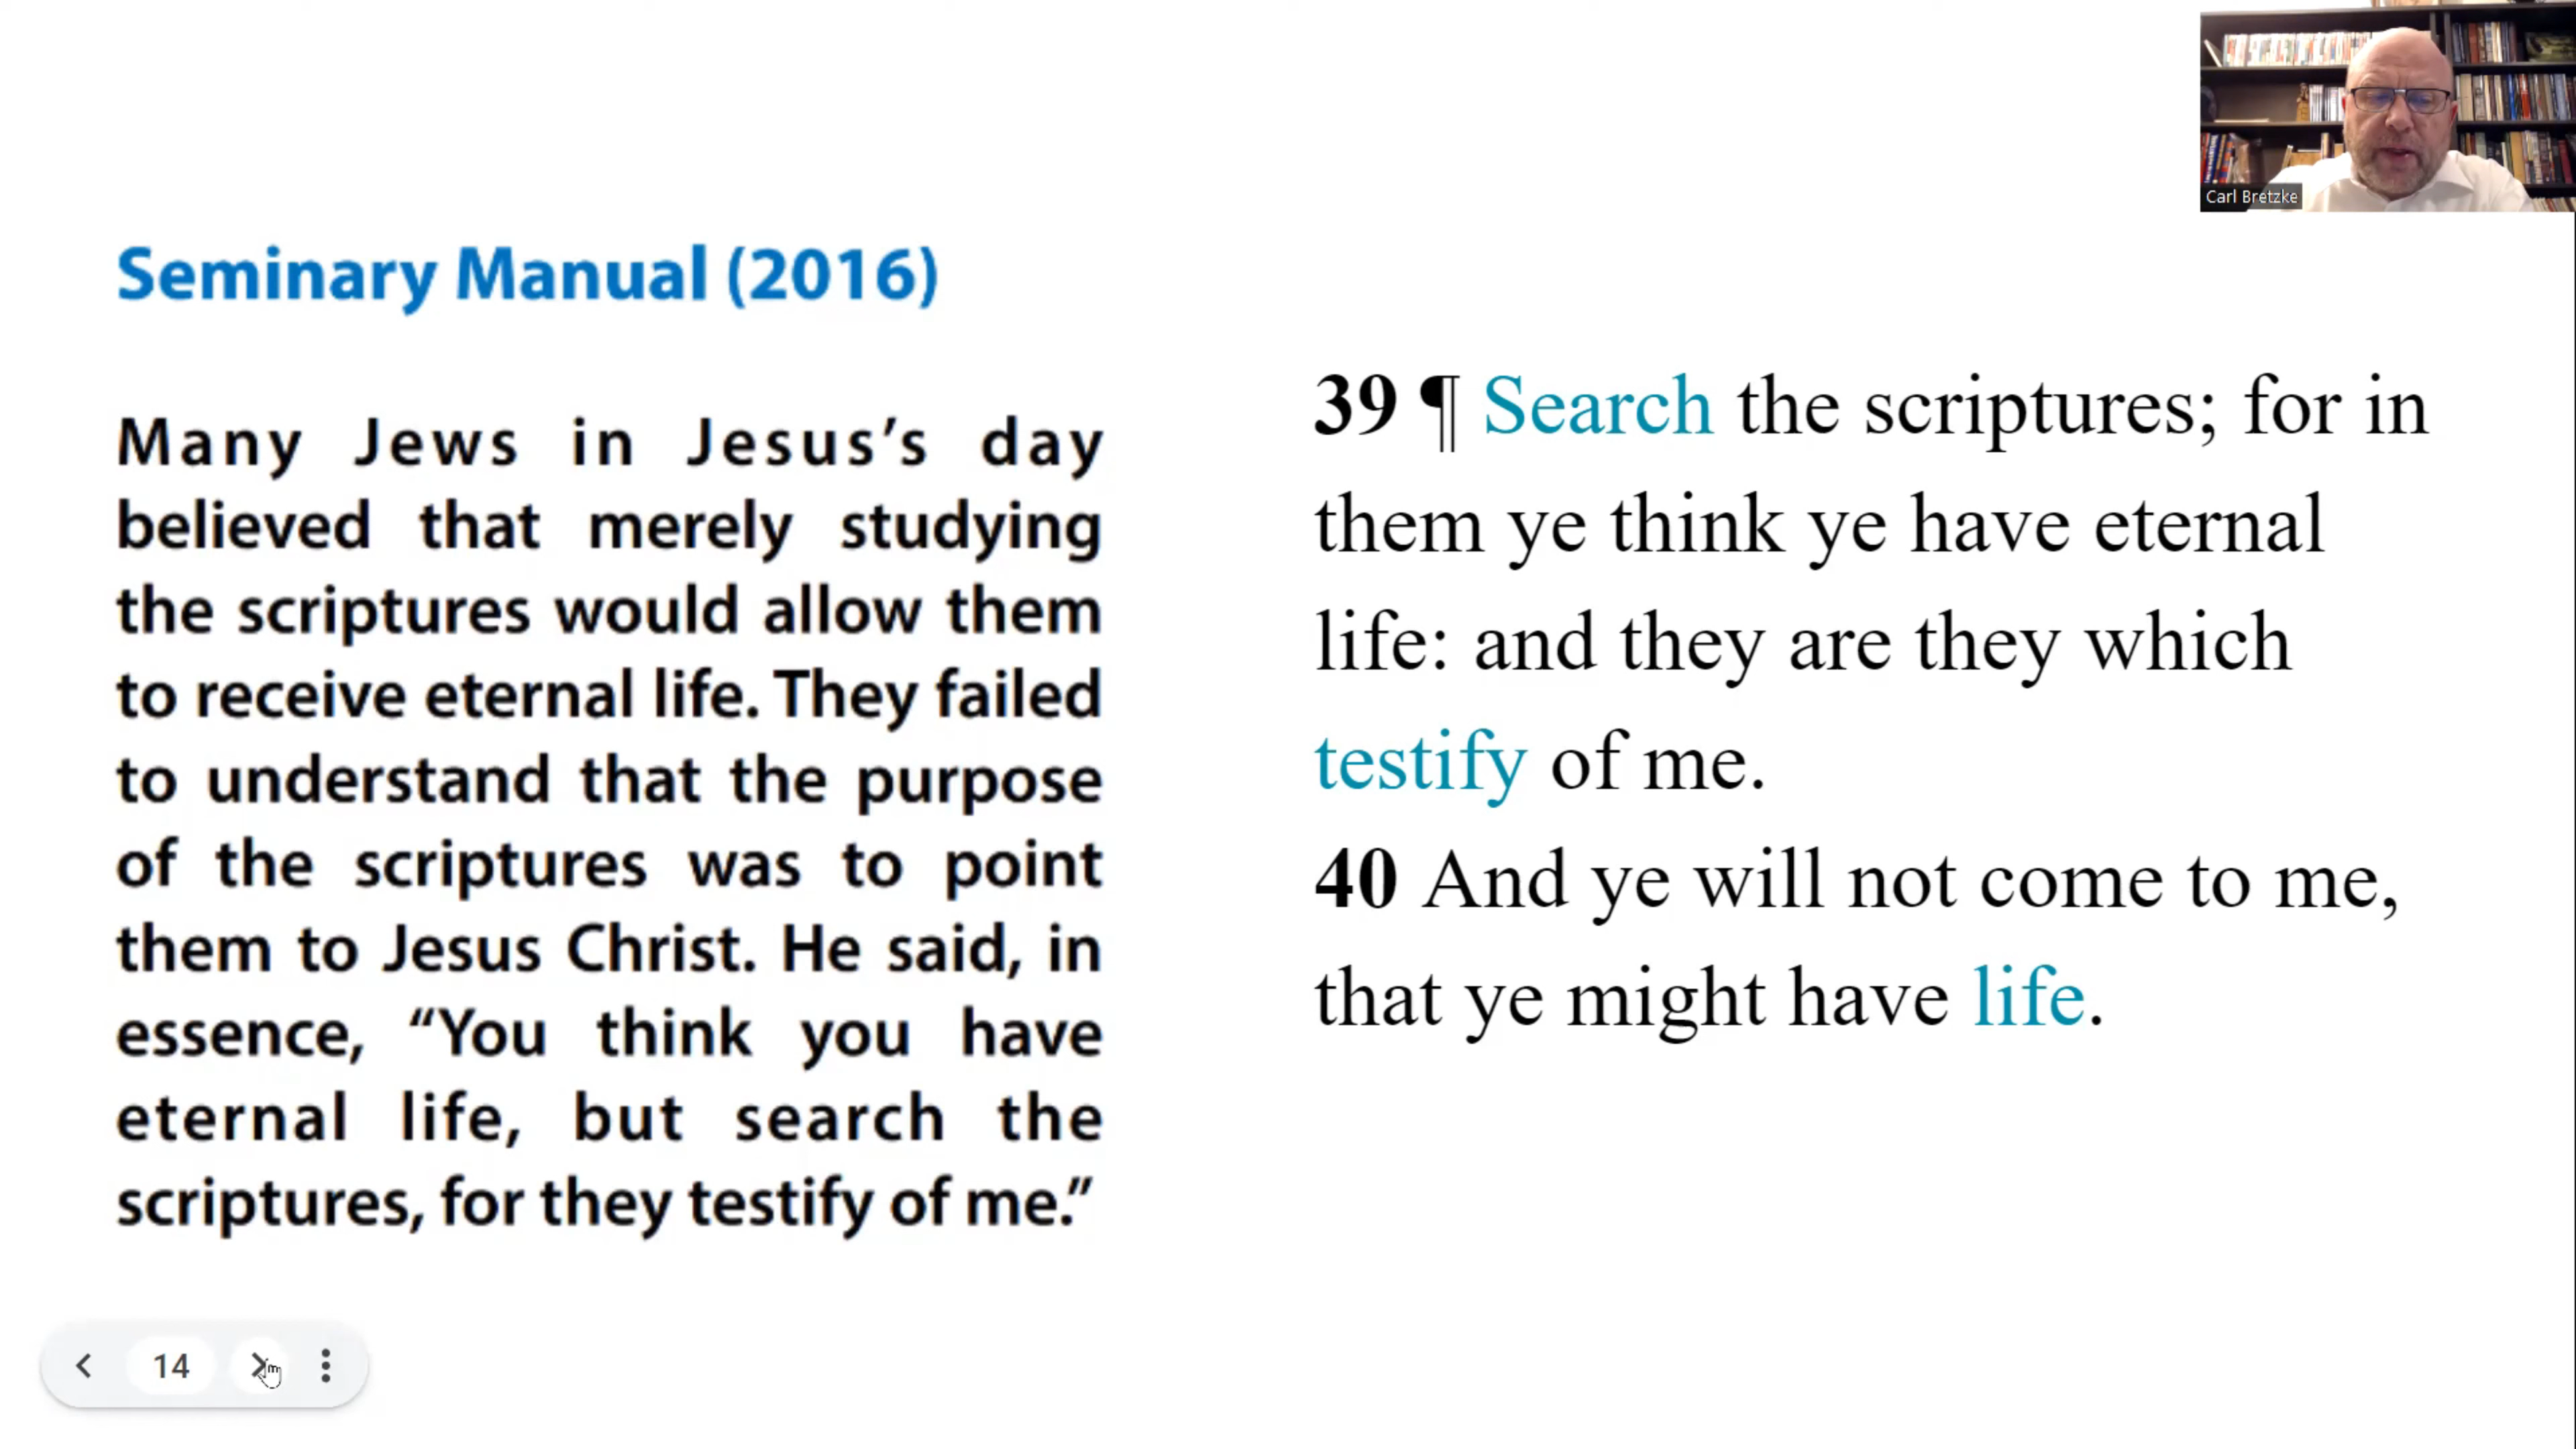 Carl Bretzke
Seminary Manual (2016)
Many Jews in Jesus’s day
believed that merely studying
the scriptures would allow them
to receive eternal life. They failed
to understand that the purpose
of the scriptures was to point
them to Jesus Christ. He said, in
essence, “You think you have
eternal life, but search the
scriptures, for they testify of me.”
39 ¶ Search the scriptures; for in
them ye think ye have eternal
life: and they are they which
testify of me.
40 And ye will not come to me,
that ye might have life.
14